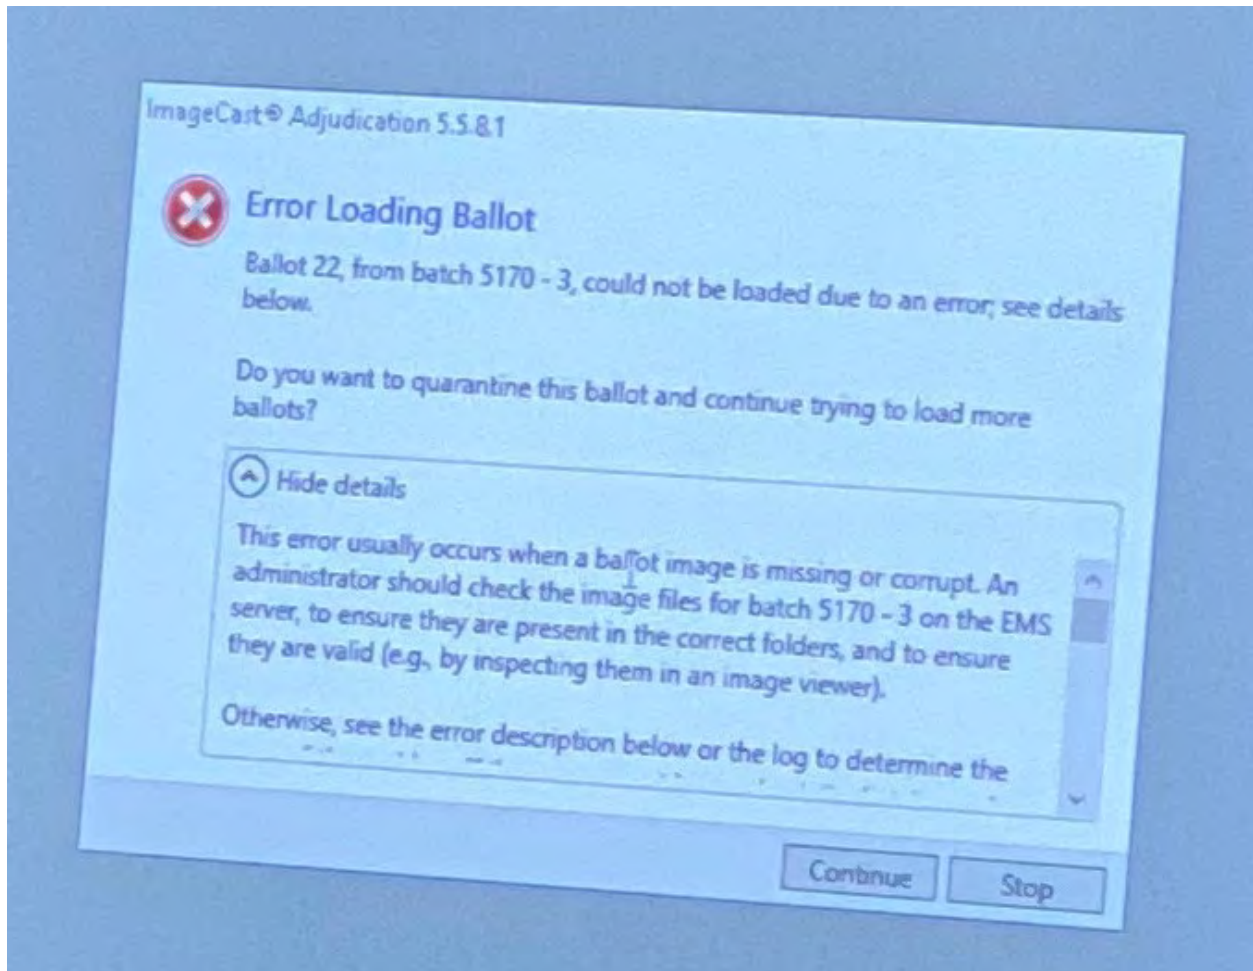 ImageCast® Adjudication 5.5.8.1
Error Loading Ballot
Ballot 22, from batch 5170 - 3, could not be loaded due to an error; see details
below.
Do you want to quarantine this ballot and continue trying to load more
ballots?
Hide details
This error usually occurs when a ballot image is missing or corrupt. An
administrator should check the image files for batch 5170 - 3 on the EMS
server, to ensure they are present in the correct folders, and to ensure
they are valid (e.g., by inspecting them in an image viewer).
Otherwise, see the error description below or the log to determine the
Continue
Stop